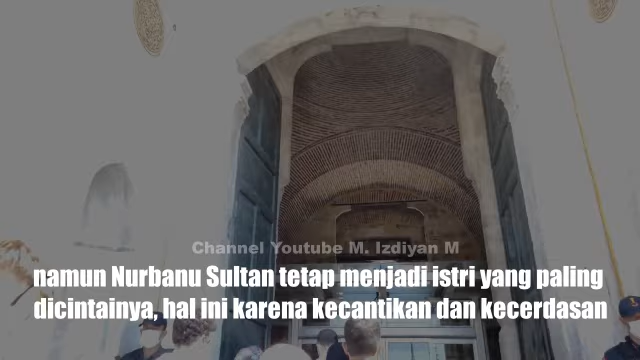 Channel Youtube M. Izdiyan M
namun Nurbanu Sultan tetap menjadi istri yang paling
dicintainya, hal ini karena kecantikan dan kecerdasan